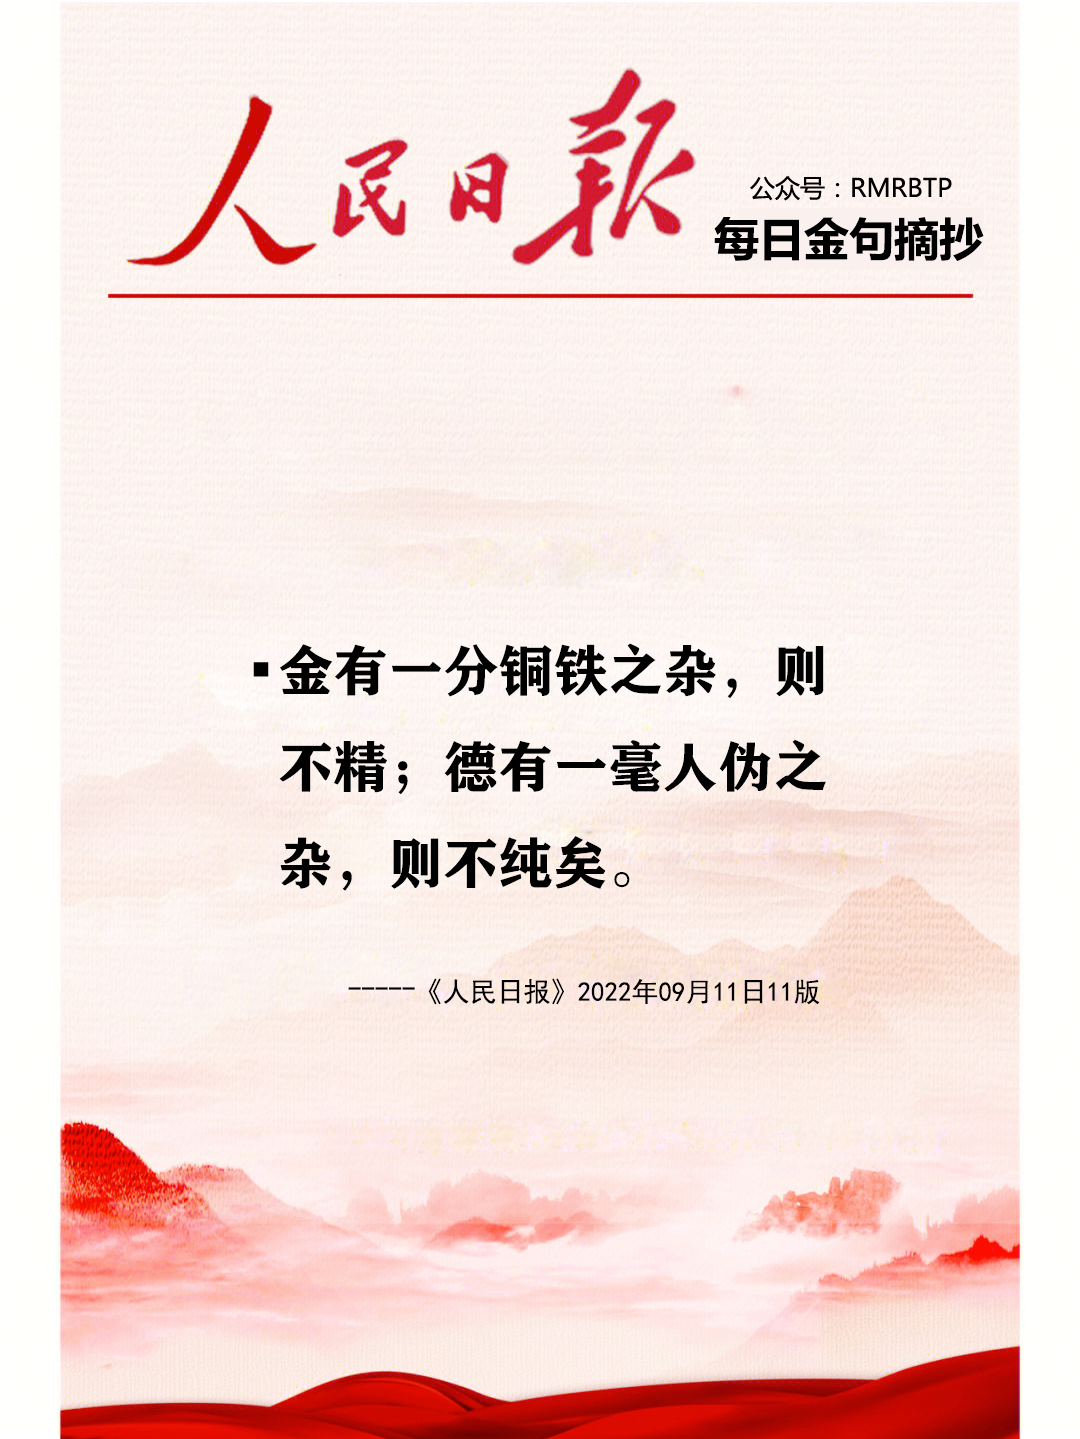 人民日报
公众号：RMRBTP
每日金句摘抄
▪金有一分铜铁之杂，则
不精；德有一毫人伪之
杂，则不纯矣。
-----《人民日报》2022年09月11日11版